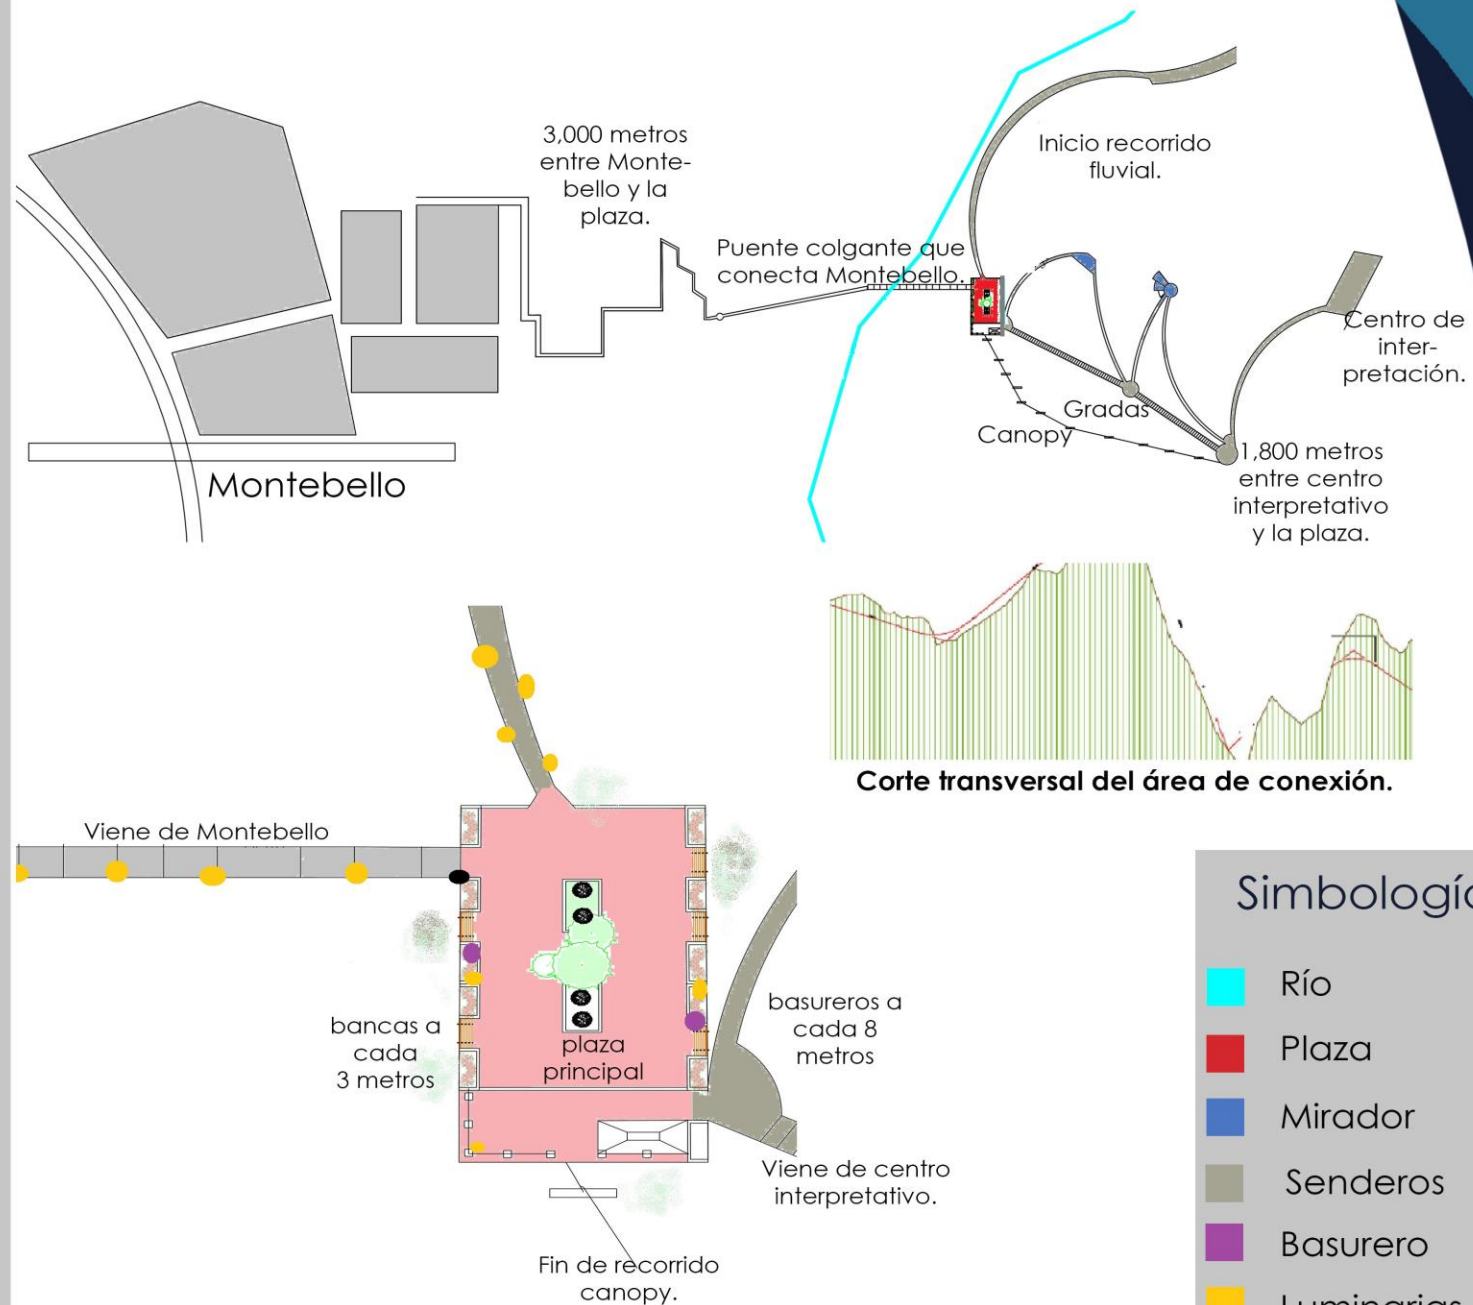 3,000 metros
entre Monte-
bello y la
plaza.
Inicio recorrido
fluvial.
Puente colgante que
conecta Montebello.
Centro de
inter-
pretación.
Gradas
Canopy
1,800 metros
entre centro
interpretativo
y la plaza.
Montebello
Corte transversal del área de conexión.
Viene de Montebello
bancas a
cada
3 metros
plaza
principal
basureros a
cada 8
metros
Viene de centro
interpretativo.
Fin de recorrido
canopy.
Simbología
Río
Plaza
Mirador
Senderos
Basurero
Luminarias